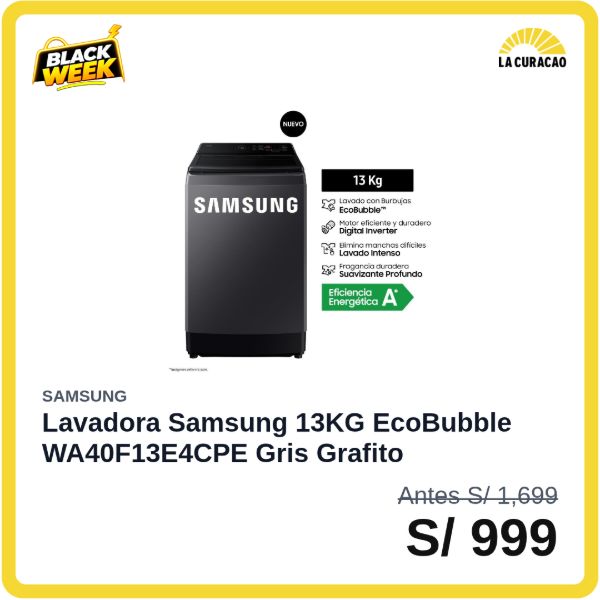 BLACK
WEEK
LA CURACAO
NUEVO
SAMSUNG
13 Kg
Lavado con Burbujas
EcoBubble™
Motor eficiente y duradero
Digital Inverter
Elimina manchas difíciles
Lavado Intenso
Fragancia duradera
Suavizante Profundo
Eficiencia
Energética A*
SAMSUNG
Lavadora Samsung 13KG EcoBubble
WA40F13E4CPE Gris Grafito
Antes S/ 1,699
S/ 999